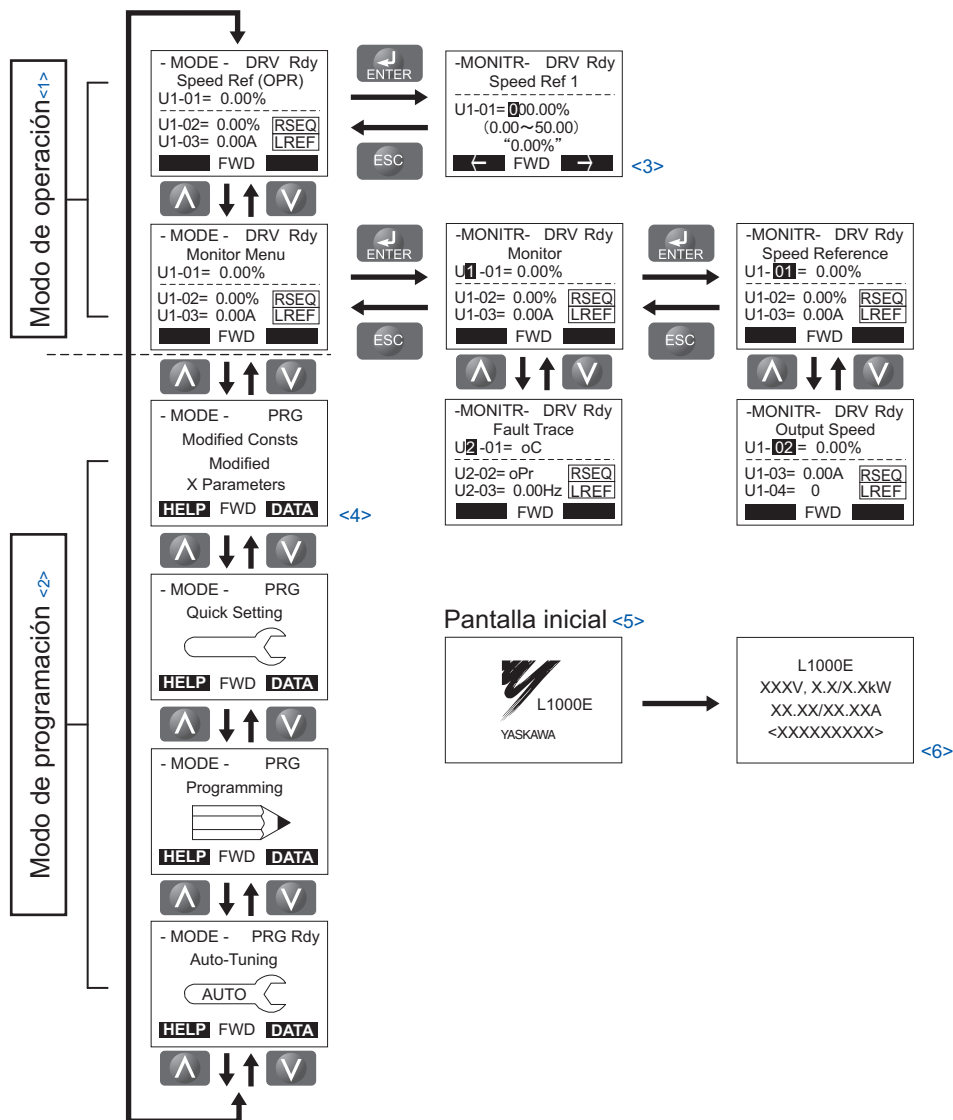 Modo de operación<1>
- MODE -   DRV Rdy
Speed Ref (OPR)
U1-01=  0.00%
U1-02=  0.00% RSEQ
U1-03=  0.00A LREF
FWD
ENTER
ESC
-MONITR-   DRV Rdy
Speed Ref 1
U1-01= 000.00%
(0.00～50.00)
“0.00%”
← FWD →
<3>
Λ V
- MODE -   DRV  Rdy
Monitor Menu
U1-01=  0.00%
U1-02=  0.00% RSEQ
U1-03=  0.00A LREF
FWD
ENTER
ESC
-MONITR-   DRV Rdy
Monitor
U1 -01= 0.00%
U1-02=  0.00% RSEQ
U1-03=  0.00A LREF
FWD
ENTER
ESC
-MONITR-   DRV Rdy
Speed Reference
U1- 01 =  0.00%
U1-02=  0.00% RSEQ
U1-03=  0.00A LREF
FWD
Λ V
Λ V
Λ V
-MONITR-   DRV Rdy
Fault Trace
U2 -01=  oC
U2-02= oPr RSEQ
U2-03=  0.00Hz LREF
FWD
-MONITR-   DRV Rdy
Output Speed
U1- 02 =  0.00%
U1-03=  0.00A RSEQ
U1-04=    0 LREF
FWD
Modo de programación <2>
- MODE -   PRG
Modified Consts
Modified
X Parameters
HELP FWD DATA
<4>
Λ V
- MODE -   PRG
Quick Setting
HELP FWD DATA
Λ V
- MODE -   PRG
Programming
HELP FWD DATA
Λ V
- MODE -   PRG Rdy
Auto-Tuning
AUTO
HELP FWD DATA
Λ V
Pantalla inicial <5>
L1000E
YASKAWA
L1000E
XXXV, X.X/X.XkW
XX.XX/XX.XXA
<XXXXXXXXX>
<6>